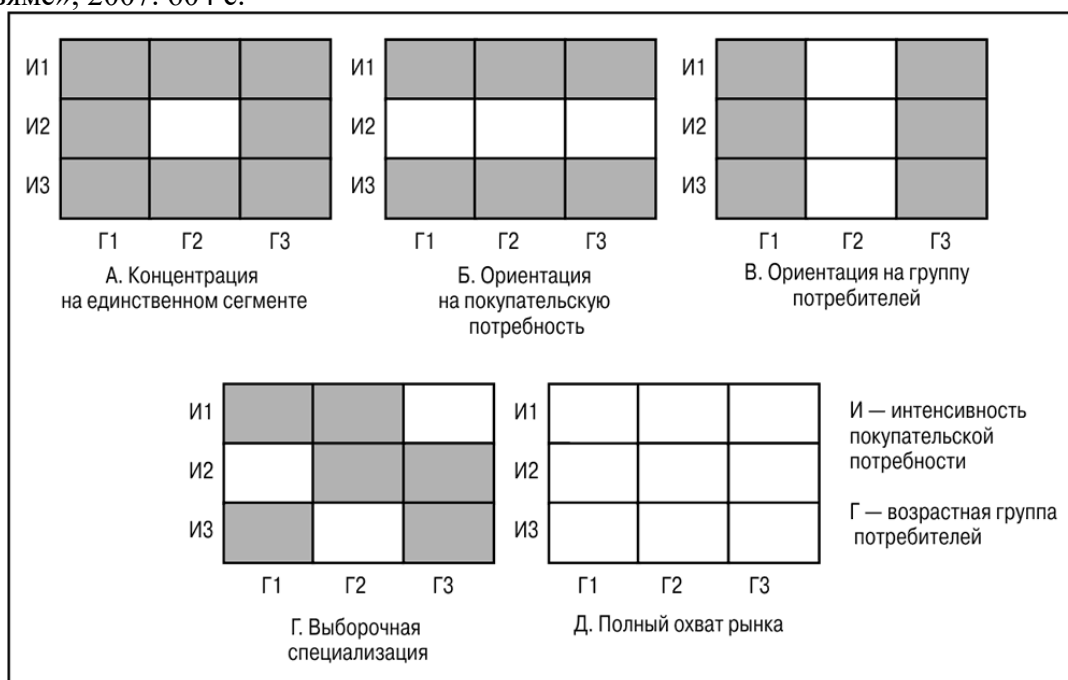 2007. 604 с.
И1
И2
И3
Г1 Г2 Г3
А. Концентрация
на единственном сегменте
И1
И2
И3
Г1 Г2 Г3
Б. Ориентация
на покупательскую
потребность
И1
И2
И3
Г1 Г2 Г3
В. Ориентация на группу
потребителей
И1
И2
И3
Г1 Г2 Г3
Г. Выборочная
специализация
И1
И2
И3
Г1 Г2 Г3
Д. Полный охват рынка
И — интенсивность
покупательской
потребности
Г — возрастная группа
потребителей